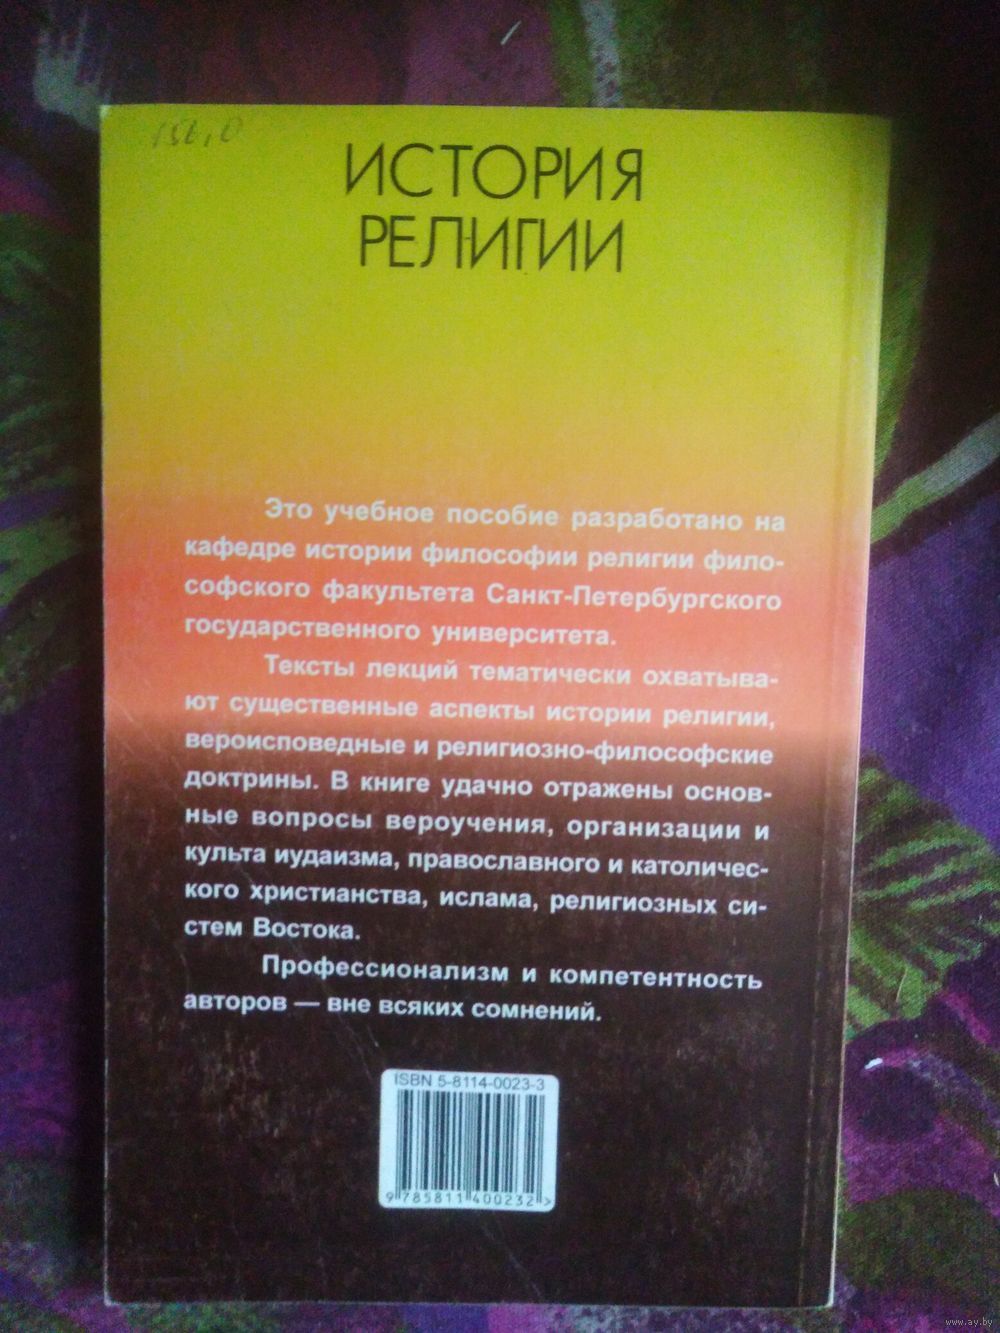 ИСТОРИЯ
РЕЛИГИИ
Это учебное пособие разработано на
кафедре истории философии религии фило-
софского факультета Санкт-Петербургского
государственного университета.
Тексты лекций тематически охватыва-
ют существенные аспекты истории религии,
вероисповедные и религиозно-философские
доктрины. В книге удачно отражены основ-
ные вопросы вероучения, организации и
культа иудаизма, православного и католичес-
кого христианства, ислама, религиозных си-
стем Востока.
Профессионализм и компетентность
авторов — вне всяких сомнений.
ISBN 5-8114-0023-3
9 785811 400232 >
www.ay.by